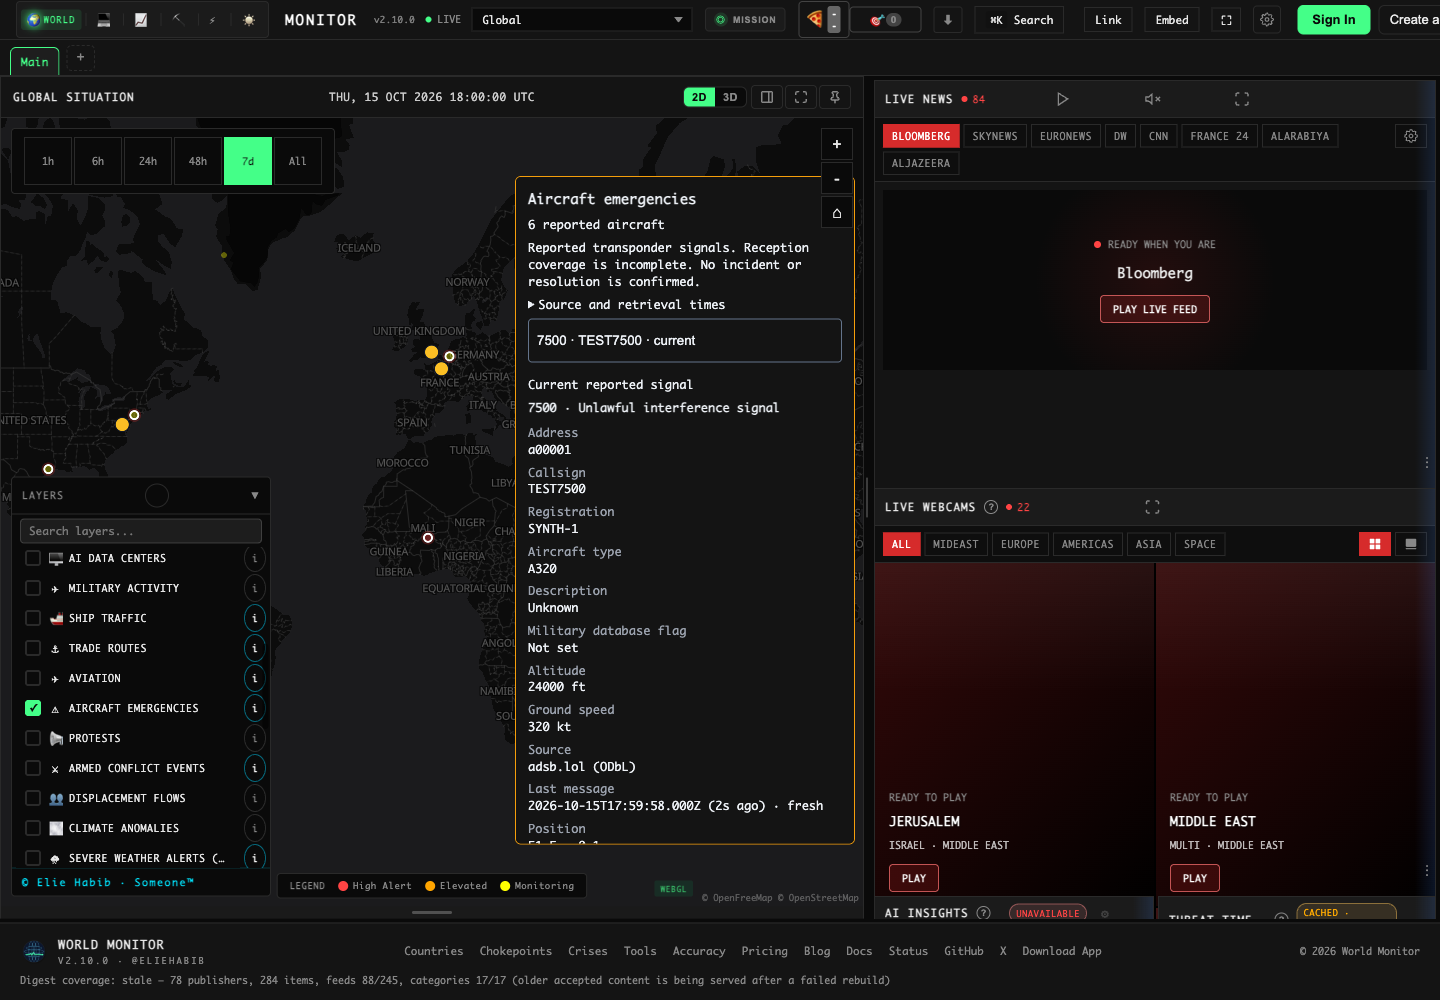 WORLD
MONITOR
v2.10.0
LIVE
Global
MISSION
0
⌘K Search
Link
Embed
Sign In
Create a
Main
+
GLOBAL SITUATION
THU, 15 OCT 2026 18:00:00 UTC
2D
3D
1h
6h
24h
48h
7d
All
+
-
ICELAND
NORWAY
UNITED KINGDOM
FRANCE
AUSTRIA
ITALY
SPAIN
TUNISIA
MOROCCO
MALI
NIGER
GUINEA
NIGERIA
LIBERIA
Aircraft emergencies
6 reported aircraft
Reported transponder signals. Reception
coverage is incomplete. No incident or
resolution is confirmed.
Source and retrieval times
7500 · TEST7500 · current
Current reported signal
7500 · Unlawful interference signal
Address
a00001
Callsign
TEST7500
Registration
SYNTH-1
Aircraft type
A320
Description
Unknown
Military database flag
Not set
Altitude
24000 ft
Ground speed
320 kt
Source
adsb.lol (ODbL)
Last message
2026-10-15T17:59:58.000Z (2s ago) · fresh
Position
LAYERS
Search layers...
AI DATA CENTERS
MILITARY ACTIVITY
SHIP TRAFFIC
TRADE ROUTES
AVIATION
AIRCRAFT EMERGENCIES
PROTESTS
ARMED CONFLICT EVENTS
DISPLACEMENT FLOWS
CLIMATE ANOMALIES
SEVERE WEATHER ALERTS (…
© Elie Habib · Someone™
LEGEND
High Alert
Elevated
Monitoring
WEBGL
© OpenFreeMap © OpenStreetMap
LIVE NEWS
84
BLOOMBERG
SKYNEWS
EURONEWS
DW
CNN
FRANCE 24
ALARABIYA
ALJAZEERA
READY WHEN YOU ARE
Bloomberg
PLAY LIVE FEED
LIVE WEBCAMS
?
22
ALL
MIDEAST
EUROPE
AMERICAS
ASIA
SPACE
READY TO PLAY
JERUSALEM
ISRAEL · MIDDLE EAST
PLAY
READY TO PLAY
MIDDLE EAST
MULTI · MIDDLE EAST
PLAY
AI INSIGHTS
?
UNAVAILABLE
CACHED ·
WORLD MONITOR
V2.10.0 · @ELIEHABIB
Countries
Chokepoints
Crises
Tools
Accuracy
Pricing
Blog
Docs
Status
GitHub
X
Download App
© 2026 World Monitor
Digest coverage: stale — 78 publishers, 284 items, feeds 88/245, categories 17/17 (older accepted content is being served after a failed rebuild)